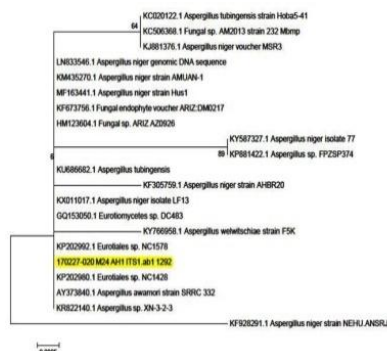 64
KC020122.1 Aspergillus tubingensis strain Hoba5-41
KC506368.1 Fungal sp. AM2013 strain 232 Mbmp
KJ881376.1 Aspergillus niger voucher MSR3
LN833546.1 Aspergillus niger genomic DNA sequence
KM435270.1 Aspergillus niger strain AMUAN-1
MF163441.1 Aspergillus niger strain Hus1
KF673756.1 Fungal endophyte voucher ARIZ:DM0217
HM123604.1 Fungal sp. ARIZ AZ0926
KY587327.1 Aspergillus niger isolate 77
89
KP881422.1 Aspergillus sp. FPZSP374
6
KU686682.1 Aspergillus tubingensis
KF305759.1 Aspergillus niger strain AHBR20
KX011017.1 Aspergillus niger isolate LF13
GQ153050.1 Eurotiomycetes sp. DC483
KY766958.1 Aspergillus welwitschiae strain F5K
KP202992.1 Eurotiales sp. NC1578
170227-020 M24 AH1 ITS1.ab1 1292
KP202980.1 Eurotiales sp. NC1428
AY373840.1 Aspergillus awamori strain SRRC 332
KR822140.1 Aspergillus sp. XN-3-2-3
KF928291.1 Aspergillus niger strain NEHU.ANSRJ